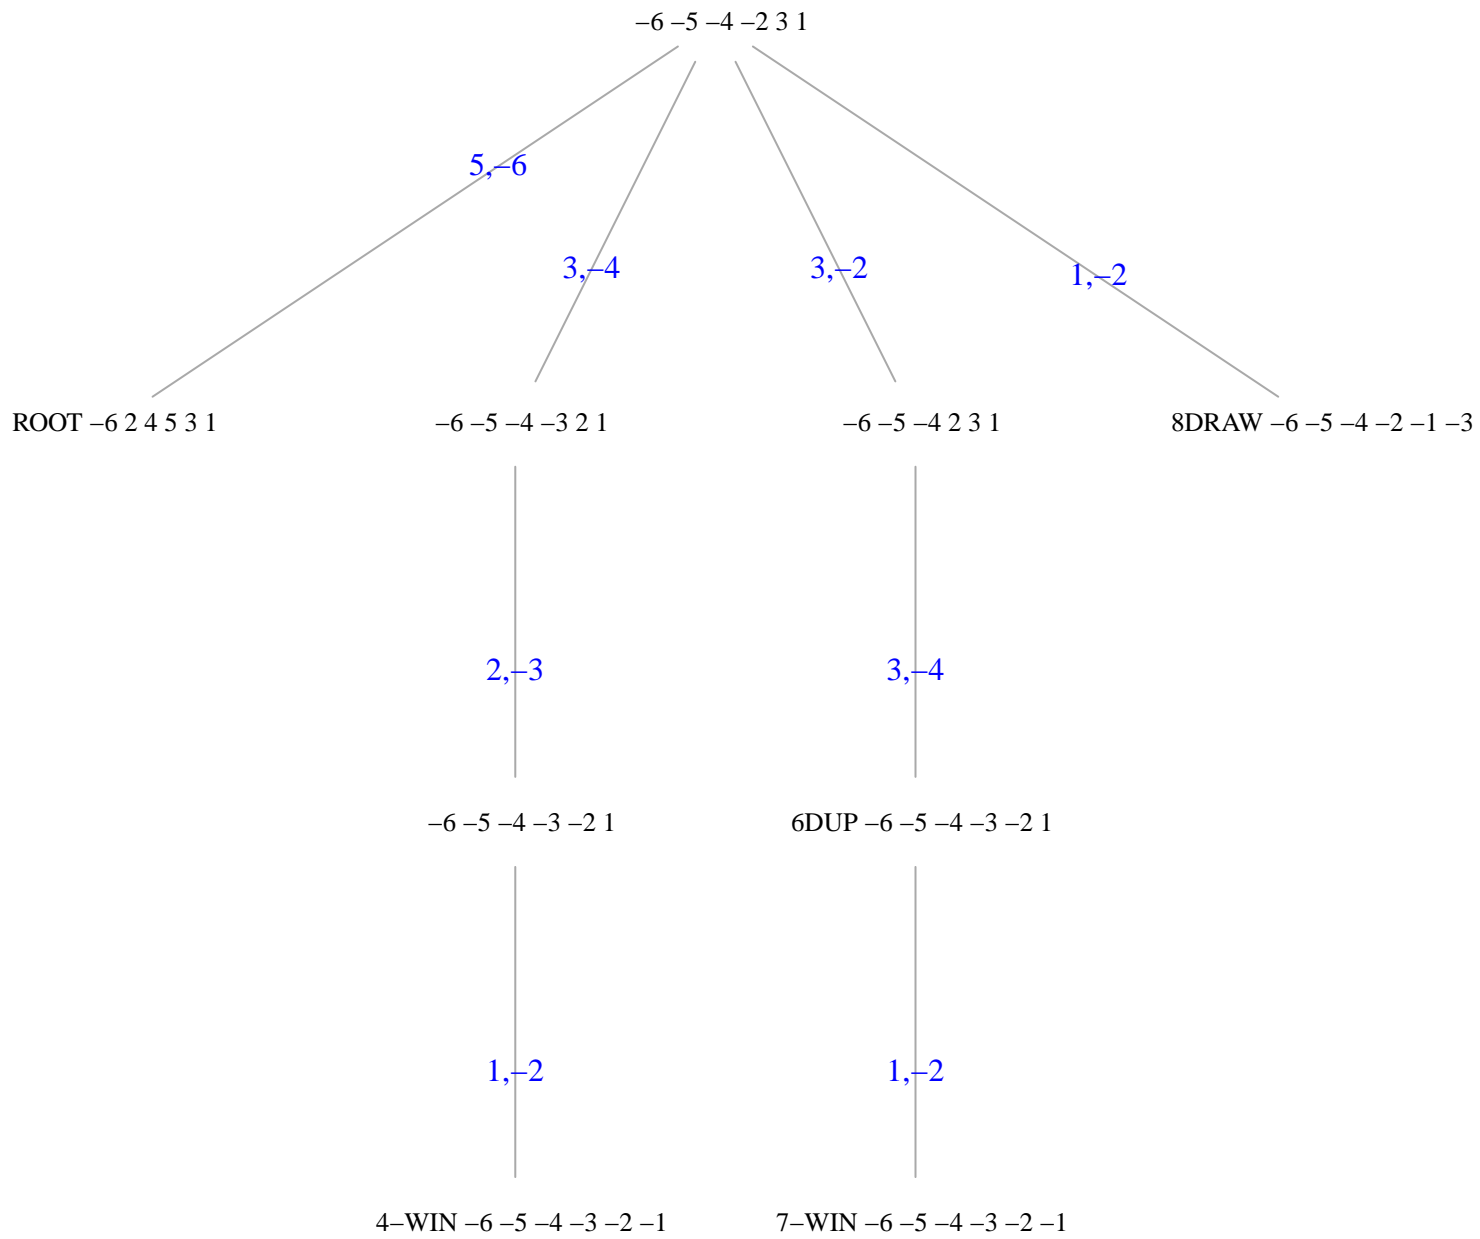 −6 −5 −4 −2 3 1
5,−6
3,−4
3,−2
1,−2
ROOT −6 2 4 5 3 1
−6 −5 −4 −3 2 1
−6 −5 −4 2 3 1
8DRAW −6 −5 −4 −2 −1 −3
2,−3
3,−4
−6 −5 −4 −3 −2 1
6DUP −6 −5 −4 −3 −2 1
1,−2
1,−2
4−WIN −6 −5 −4 −3 −2 −1
7−WIN −6 −5 −4 −3 −2 −1